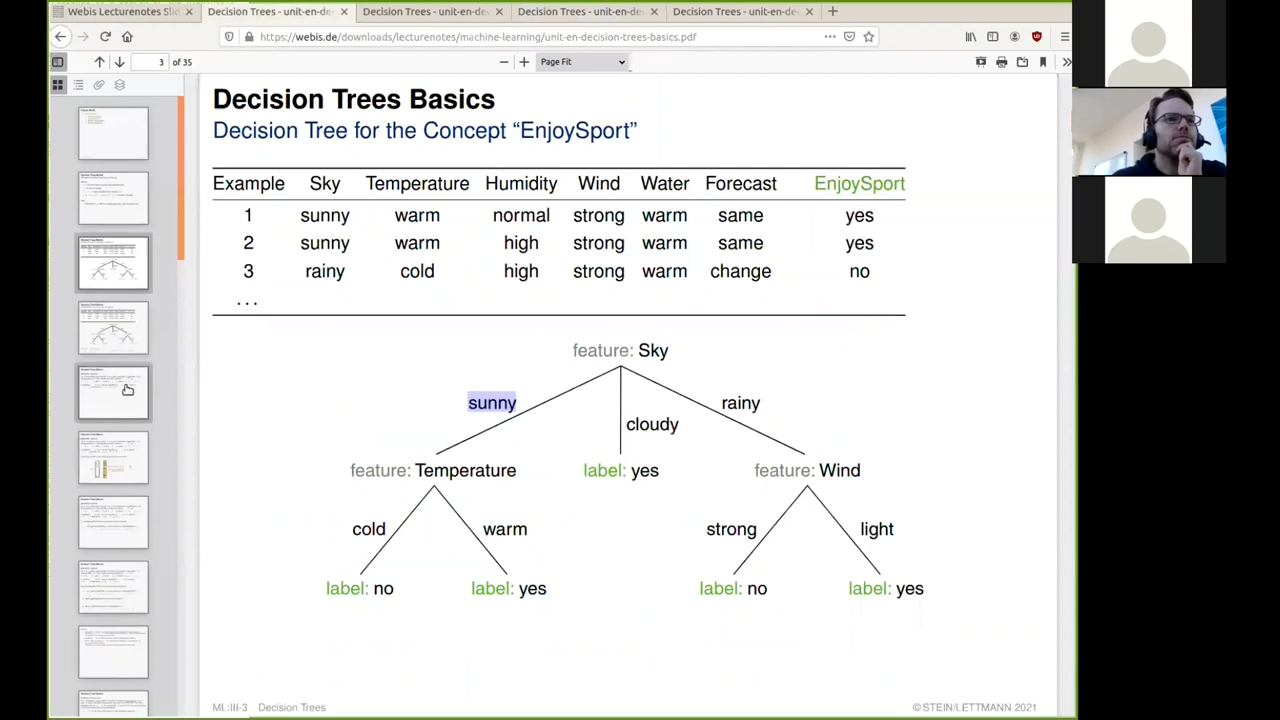 Webis Lecturenotes Sli
Decision Trees - unit-en-de
Decision Trees - unit-en-de
Decision Trees - unit-en-de
Decision Trees - unit-en-de
https://webis.de/downloads/lecturenotes/machine-learning/unit-en-decision-trees-basics.pdf
3 of 35
Page Fit
Decision Trees Basics
Decision Tree for the Concept “EnjoySport”
Example Sky Temperature Humidity Wind Water Forecast EnjoySport
1 sunny warm normal strong warm same yes
2 sunny warm high strong warm same yes
3 rainy cold high strong warm change no
...
feature: Sky
sunny cloudy rainy
feature: Temperature label: yes feature: Wind
cold warm strong light
label: no label: yes label: no label: yes
ML:III-3 Decision Trees © STEIN/LETTMANN 2021